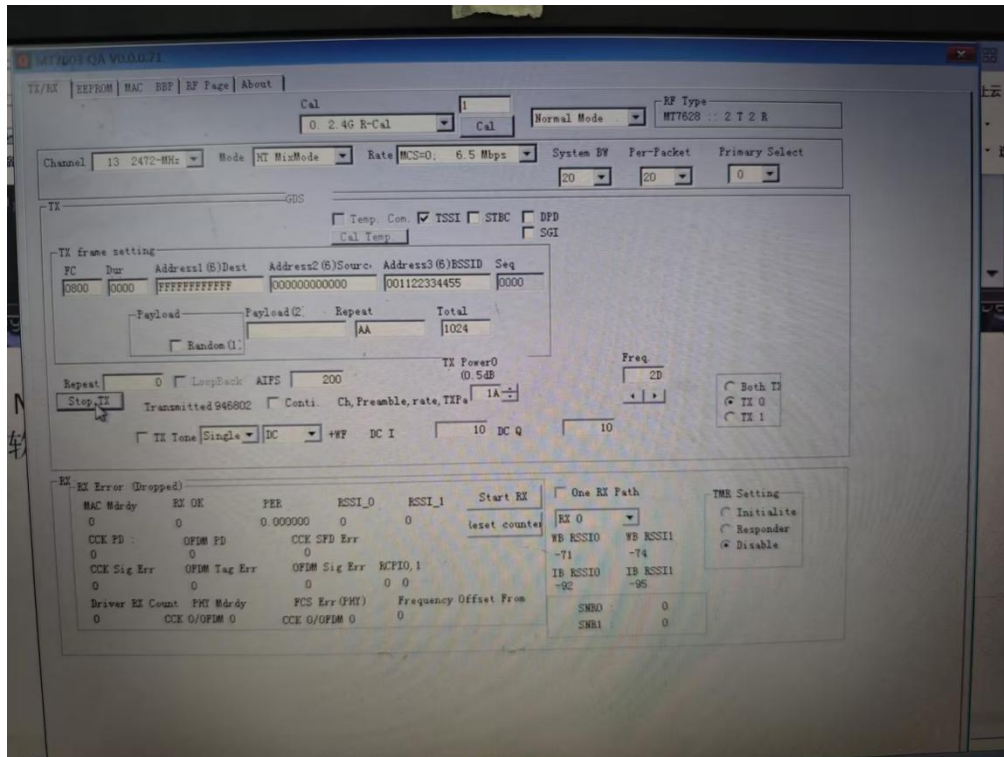 MT7603 QA V0.0.0.71
TX/RX EEPROM MAC BBP RF Page About
Cal
0. 2.4G R-Cal
1
Cal
Normal Mode
RF Type
MT7628 :: 2 T 2 R
Channel 13 2472-MHz Mode HT MixMode Rate MCS=0; 6.5 Mbps
System BW Per-Packet Primary Select
20 20 0
TX
GDS
Temp. Com. TSSI STBC DPD
Cal Temp. SGI
TX frame setting
FC Dur Address1(6)Dest Address2(6)Source Address3(6)BSSID Seq
0800 0000 FFFFFFFFFFFF 000000000000 001122334455 0000
Payload Payload(2 Repeat Total
AA 1024
Random(1.
TX Power0
(0.5dB
Freq.
Repeat 0 LoopBack AIFS 200 1A 2D
Stop TX Transmitted 946802 Conti. Ch, Preamble, rate, TXPa
Both T
TX 0
TX 1
TX Tone Single DC +WF DC I 10 DC Q 10
RX
RX Error (Dropped)
MAC Mdrdy RX OK PER RSSI_0 RSSI_1
0 0 0.000000 0 0
CCK PD : OFDM PD CCK SFD Err
0 0 0
CCK Sig Err OFDM Tag Err OFDM Sig Err RCPI0,1
0 0 0 0 0
Driver RX Count PHY Mdrdy FCS Err(PHY) Frequency Offset From
0 CCK 0/OFDM 0 CCK 0/OFDM 0 0
Start RX One RX Path
Reset counter RX 0
WB RSSI0 WB RSSI1
-71 -74
IB RSSI0 IB RSSI1
-92 -95
SNR0 : 0
SNR1 : 0
TMR Setting
Initialite
Responder
Disable
上云